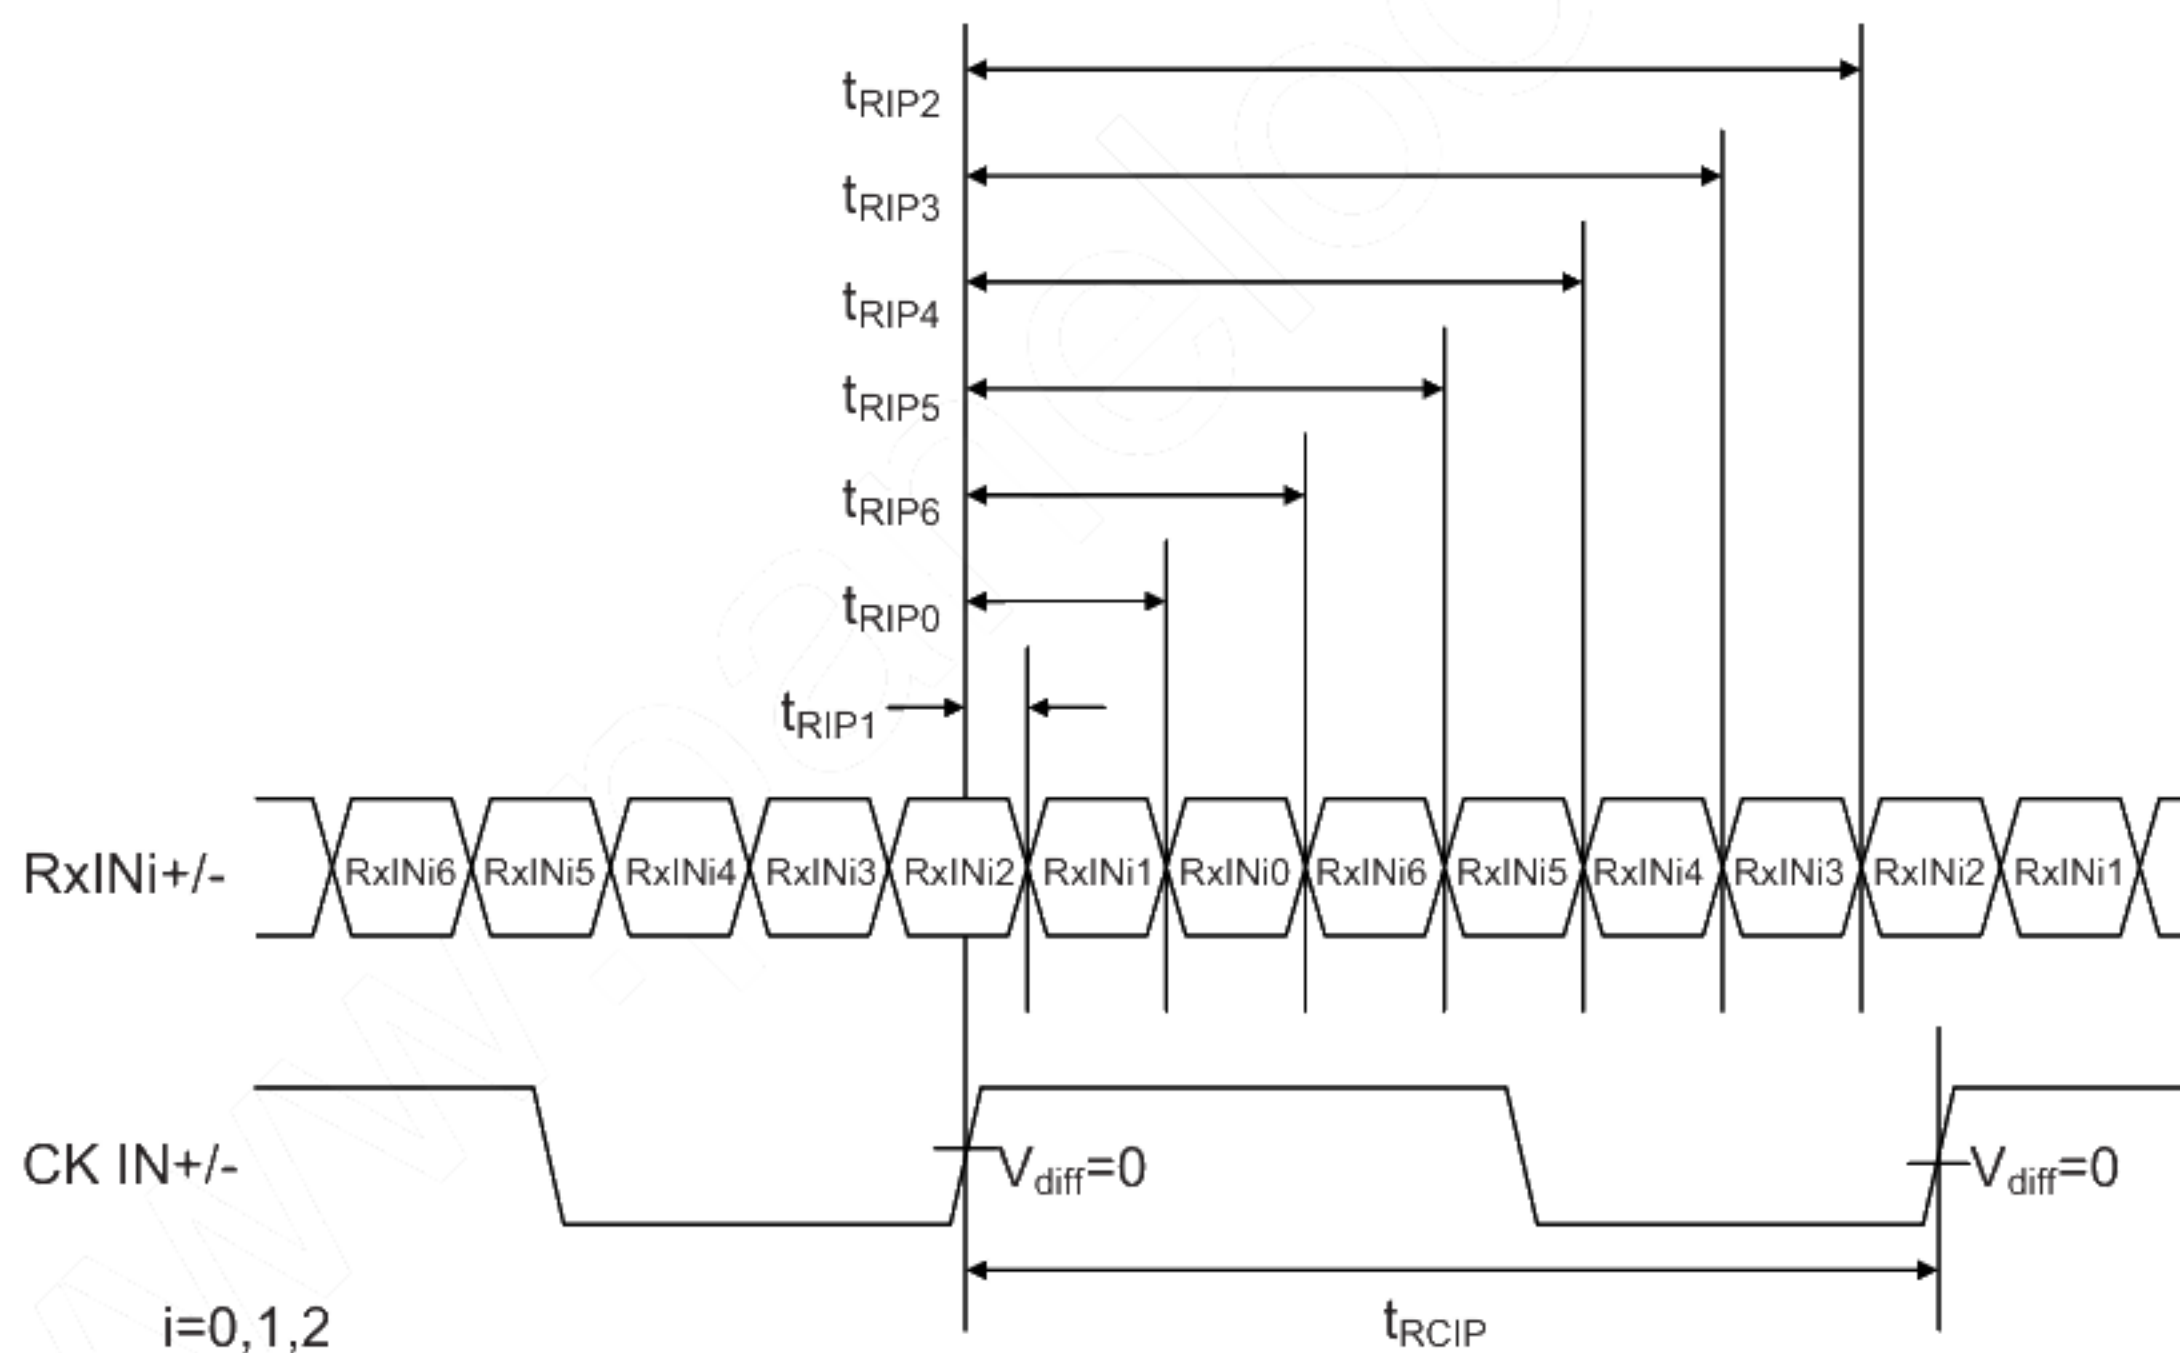 tRIP2
tRIP3
tRIP4
tRIP5
tRIP6
tRIP0
tRIP1
RxINi+/- RxINi6 RxINi5 RxINi4 RxINi3 RxINi2 RxINi1 RxINi0 RxINi6 RxINi5 RxINi4 RxINi3 RxINi2 RxINi1
CK IN+/- Vdiff=0 Vdiff=0
i=0,1,2 tRCIP